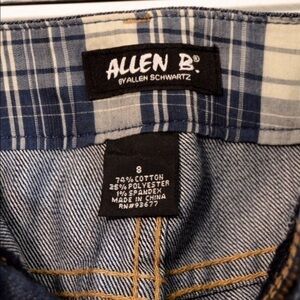 ALLEN B.®
BY ALLEN SCHWARTZ
8
74% COTTON
25% POLYESTER
1% SPANDEX
MADE IN CHINA
RN#93677